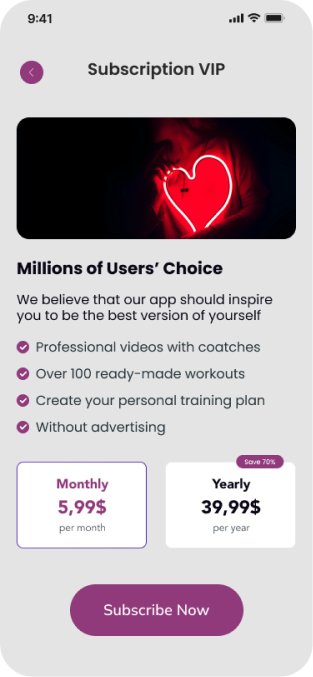 9:41
Subscription VIP
Millions of Users’ Choice
We believe that our app should inspire
you to be the best version of yourself
Professional videos with coatches
Over 100 ready-made workouts
Create your personal training plan
Without advertising
Save 70%
Monthly
5,99$
per month
Yearly
39,99$
per year
Subscribe Now